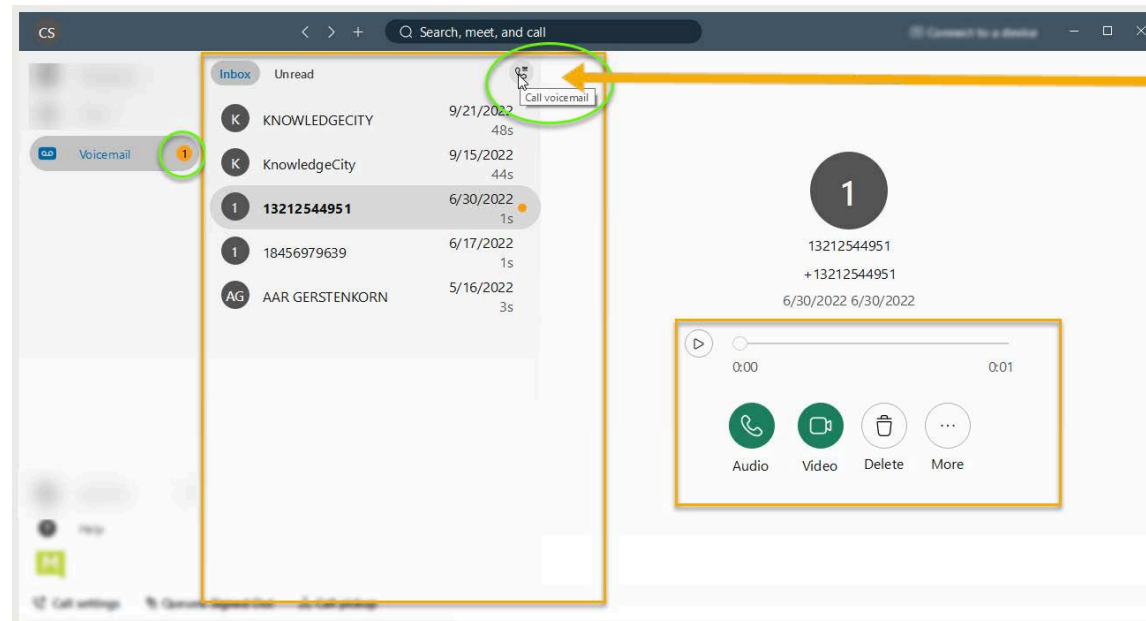 CS
Search, meet, and call
Inbox Unread
Call voicemail
Voicemail 1
K KNOWLEDGECITY 9/21/2022
48s
K KnowledgeCity 9/15/2022
44s
1 13212544951 6/30/2022
1s
1 18456979639 6/17/2022
1s
AG AAR GERSTENKORN 5/16/2022
3s
1
13212544951
+13212544951
6/30/2022 6/30/2022
0:00 0:01
Audio Video Delete More
Help
Call settings